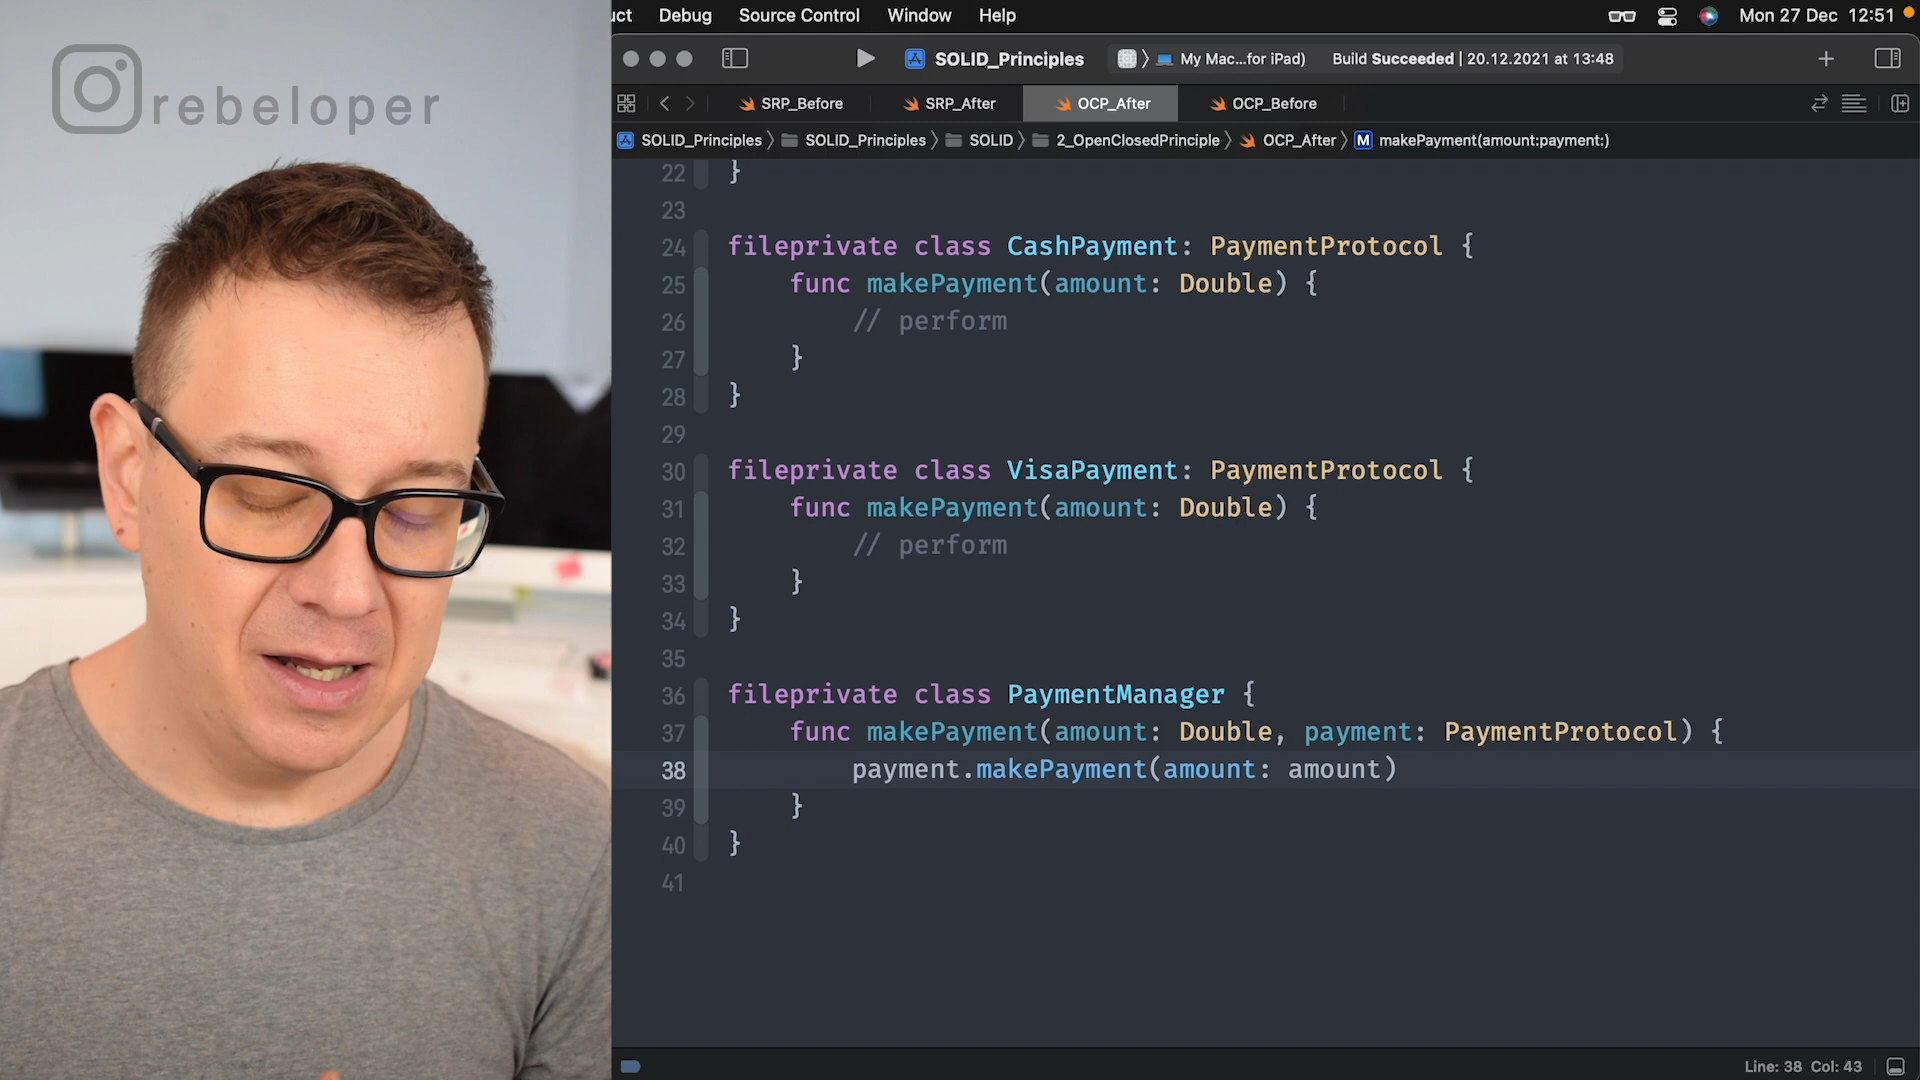 rebeloper
uct Debug Source Control Window Help Mon 27 Dec 12:51
SOLID_Principles My Mac...for iPad) Build Succeeded | 20.12.2021 at 13:48
SRP_Before SRP_After OCP_After OCP_Before
SOLID_Principles SOLID_Principles SOLID 2_OpenClosedPrinciple OCP_After M makePayment(amount:payment:)
22 }
23
24 fileprivate class CashPayment: PaymentProtocol {
25 func makePayment(amount: Double) {
26 // perform
27 }
28 }
29
30 fileprivate class VisaPayment: PaymentProtocol {
31 func makePayment(amount: Double) {
32 // perform
33 }
34 }
35
36 fileprivate class PaymentManager {
37 func makePayment(amount: Double, payment: PaymentProtocol) {
38 payment.makePayment(amount: amount)
39 }
40 }
41
Line: 38 Col: 43